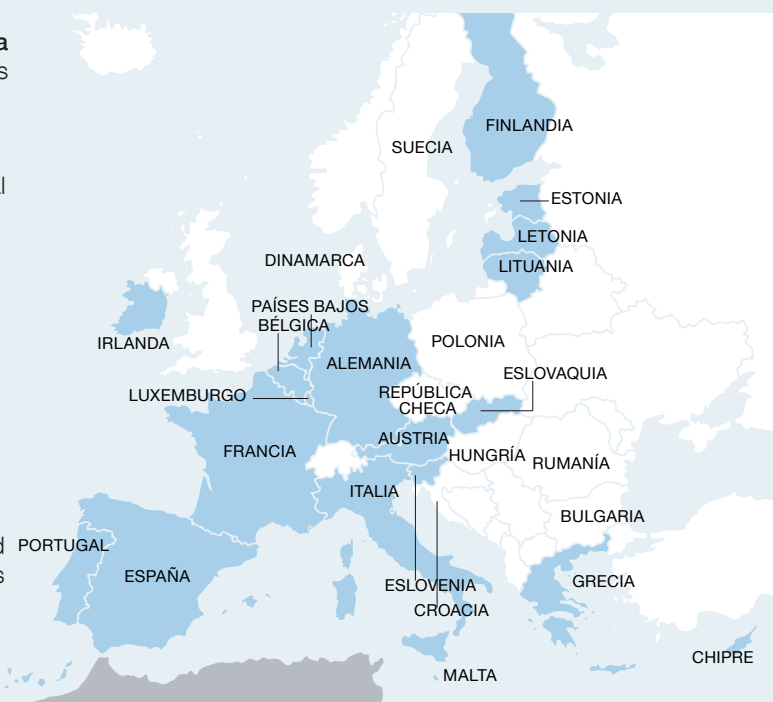 a
s
FINLANDIA
SUECIA
l
ESTONIA
LETONIA
DINAMARCA
LITUANIA
PAÍSES BAJOS
BÉLGICA
IRLANDA
POLONIA
ALEMANIA
ESLOVAQUIA
LUXEMBURGO
REPÚBLICA
CHECA
AUSTRIA
FRANCIA
HUNGRÍA
RUMANÍA
ITALIA
BULGARIA
d
PORTUGAL
s
ESPAÑA
GRECIA
ESLOVENIA
CROACIA
CHIPRE
MALTA